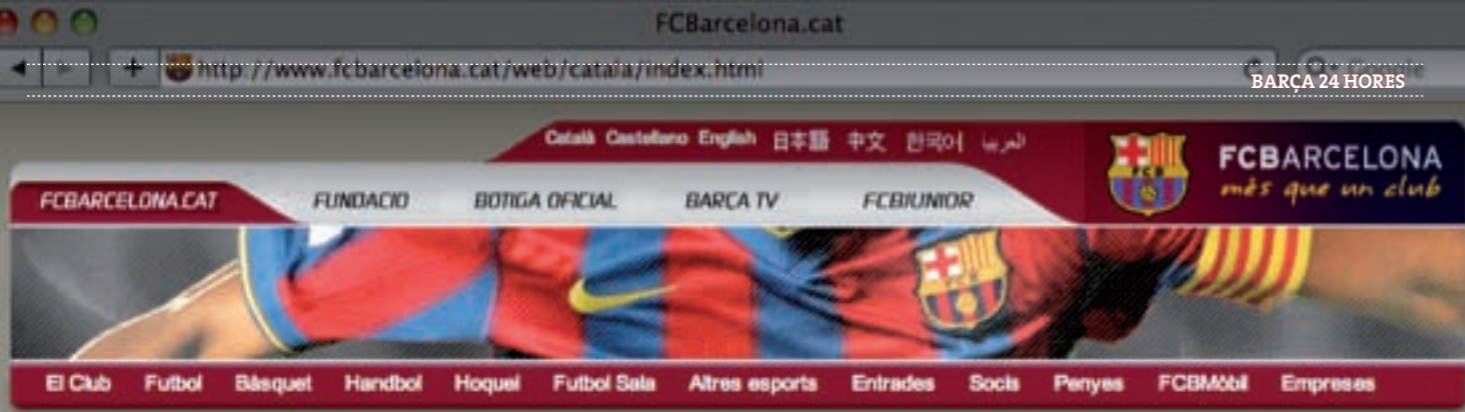 FCBarcelona.cat
http://www.fcbarcelona.cat/web/catala/index.html
Google
BARÇA 24 HORES
Català Castellano English 日本語 中文 한국어 العربية
FCBARCELONA
més que un club
FCBARCELONA.CAT FUNDACIÓ BOTIGA OFICIAL BARÇA TV FCBJUNIOR
FCB
El Club Futbol Bàsquet Handbol Hoquei Futbol Sala Altres esports Entrades Socis Penyes FCBMòbil Empreses